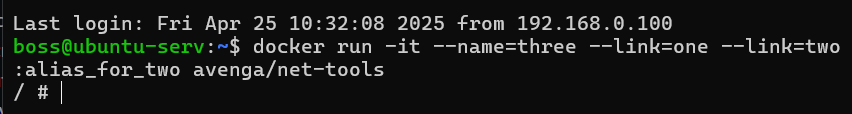 Last login: Fri Apr 25 10:32:08 2025 from 192.168.0.100
boss@ubuntu-serv:~$ docker run -it --name=three --link=one --link=two
:alias_for_two avenga/net-tools
/ #